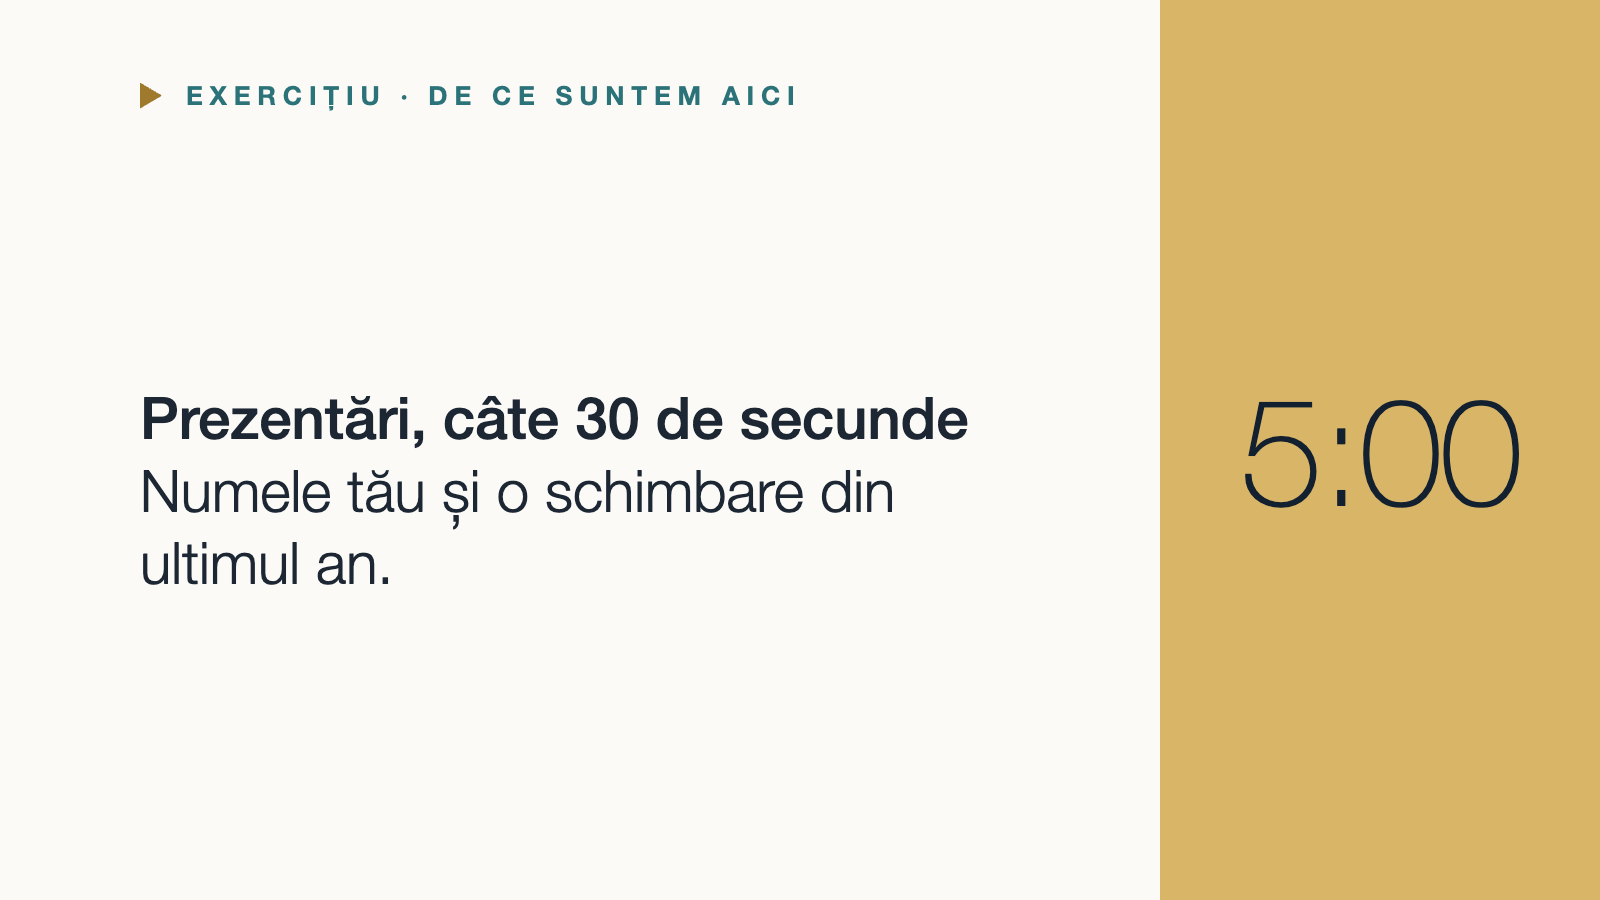 EXERCIȚIU · DE CE SUNTEM AICI
Prezentări, câte 30 de secunde
Numele tău și o schimbare din
ultimul an.
5:00